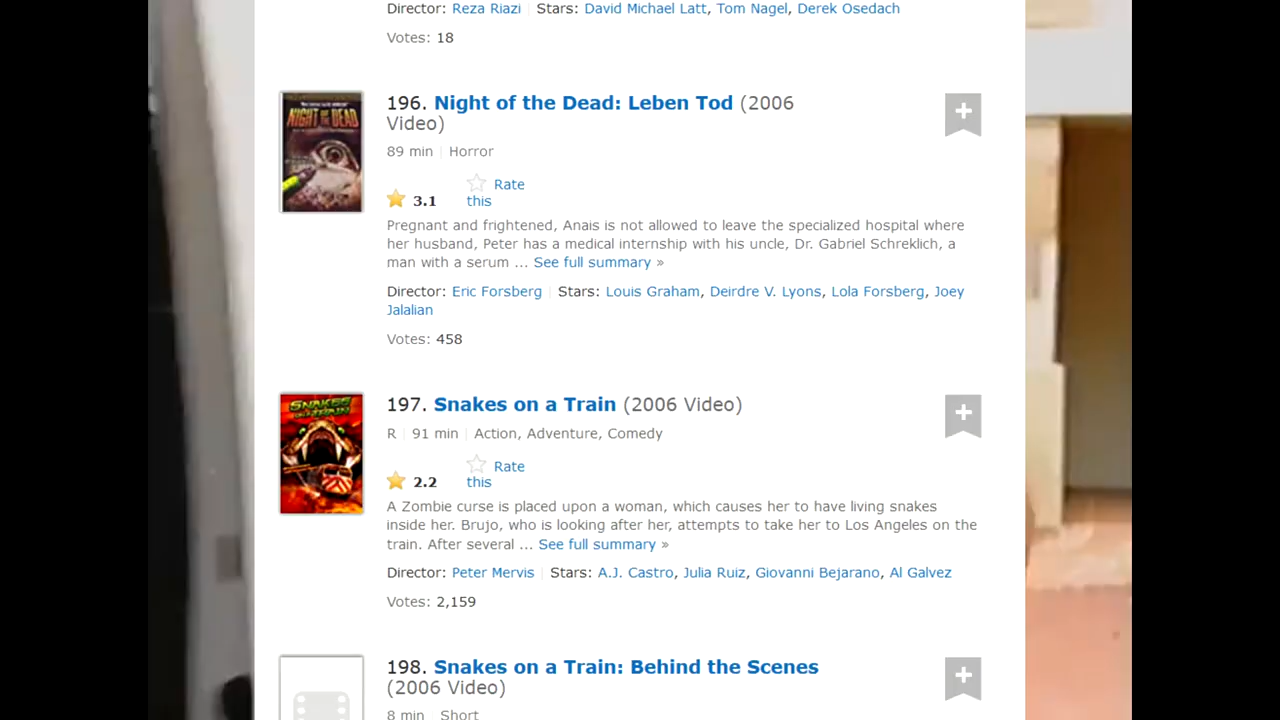 Director: Reza Riazi | Stars: David Michael Latt, Tom Nagel, Derek Osedach
Votes: 18
196. Night of the Dead: Leben Tod (2006
Video)
NIGHT OF THE DEAD
89 min | Horror
Rate
3.1 this
Pregnant and frightened, Anais is not allowed to leave the specialized hospital where
her husband, Peter has a medical internship with his uncle, Dr. Gabriel Schreklich, a
man with a serum ... See full summary »
Director: Eric Forsberg | Stars: Louis Graham, Deirdre V. Lyons, Lola Forsberg, Joey
Jalalian
Votes: 458
197. Snakes on a Train (2006 Video)
SNAKES
ON A TRAIN
R | 91 min | Action, Adventure, Comedy
Rate
2.2 this
A Zombie curse is placed upon a woman, which causes her to have living snakes
inside her. Brujo, who is looking after her, attempts to take her to Los Angeles on the
train. After several ... See full summary »
Director: Peter Mervis | Stars: A.J. Castro, Julia Ruiz, Giovanni Bejarano, Al Galvez
Votes: 2,159
198. Snakes on a Train: Behind the Scenes
(2006 Video)
8 min | Short